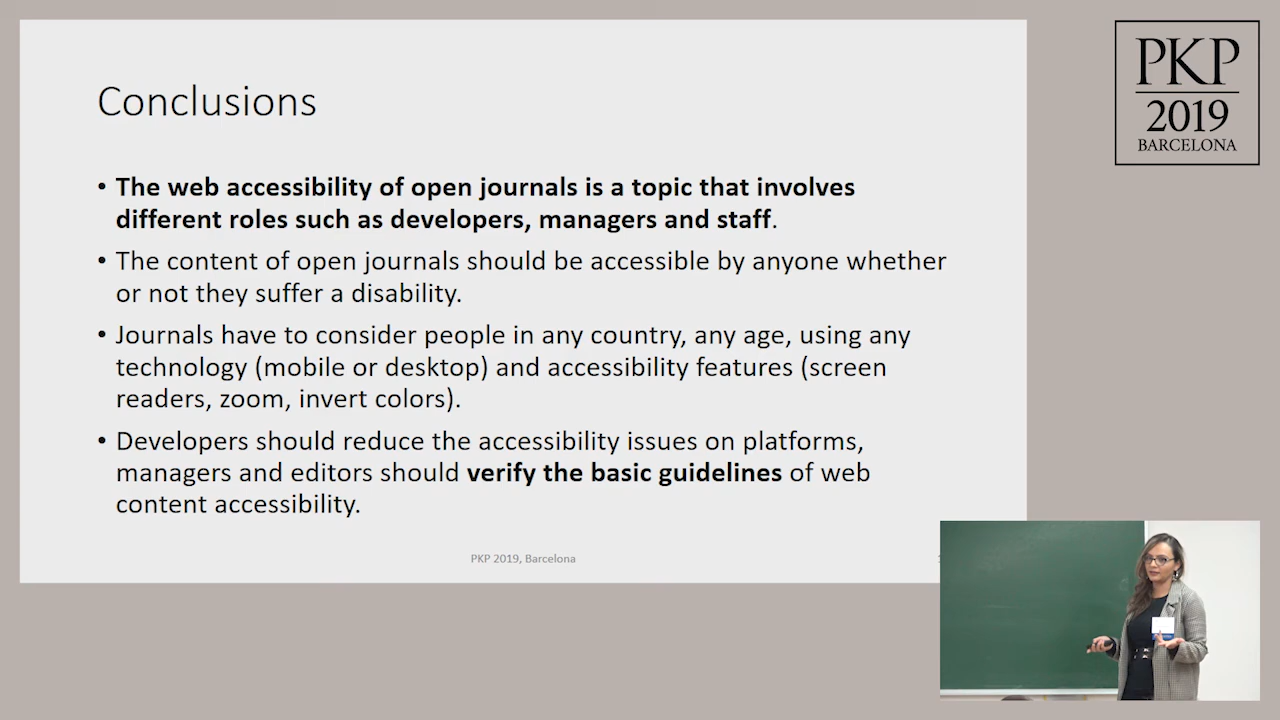 Conclusions
• The web accessibility of open journals is a topic that involves
different roles such as developers, managers and staff.
• The content of open journals should be accessible by anyone whether
or not they suffer a disability.
• Journals have to consider people in any country, any age, using any
technology (mobile or desktop) and accessibility features (screen
readers, zoom, invert colors).
• Developers should reduce the accessibility issues on platforms,
managers and editors should verify the basic guidelines of web
content accessibility.
PKP 2019, Barcelona
PKP
2019
BARCELONA